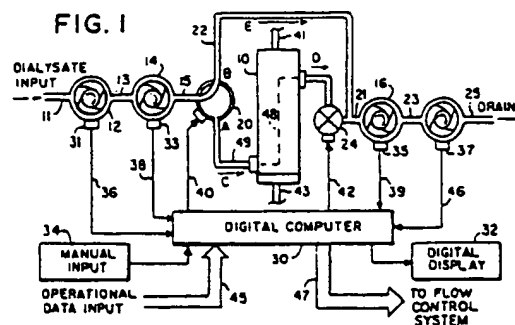 FIG. 1
E
22
41
D
14
10
B
16
DIALYSATE INPUT
13
15
21
23
25
DRAIN
20
A
48
11
12
49
24
31
33
35
37
C
43
36
38
40
42
39
46
DIGITAL COMPUTER
30
34
MANUAL INPUT
32
DIGITAL DISPLAY
OPERATIONAL DATA INPUT
45
47
TO FLOW CONTROL SYSTEM